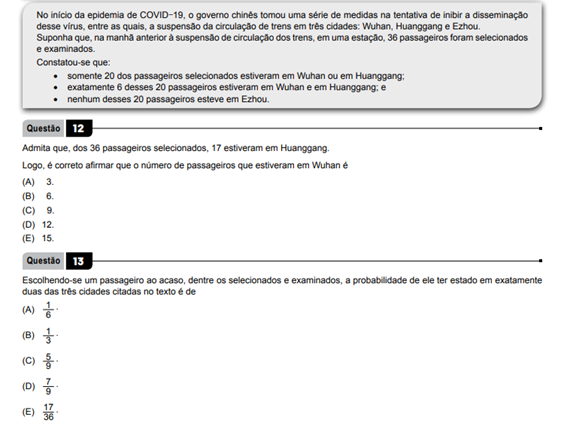 No início da epidemia de COVID-19, o governo chinês tomou uma série de medidas na tentativa de inibir a disseminação
desse vírus, entre as quais, a suspensão da circulação de trens em três cidades: Wuhan, Huanggang e Ezhou.
Suponha que, na manhã anterior à suspensão de circulação dos trens, em uma estação, 36 passageiros foram selecionados
e examinados.
Constatou-se que:
• somente 20 dos passageiros selecionados estiveram em Wuhan ou em Huanggang;
• exatamente 6 desses 20 passageiros estiveram em Wuhan e em Huanggang; e
• nenhum desses 20 passageiros esteve em Ezhou.
Questão 12
Admita que, dos 36 passageiros selecionados, 17 estiveram em Huanggang.
Logo, é correto afirmar que o número de passageiros que estiveram em Wuhan é
(A) 3.
(B) 6.
(C) 9.
(D) 12.
(E) 15.
Questão 13
Escolhendo-se um passageiro ao acaso, dentre os selecionados e examinados, a probabilidade de ele ter estado em exatamente
duas das três cidades citadas no texto é de
(A) 1/6.
(B) 1/3.
(C) 5/9.
(D) 7/9.
(E) 17/36.